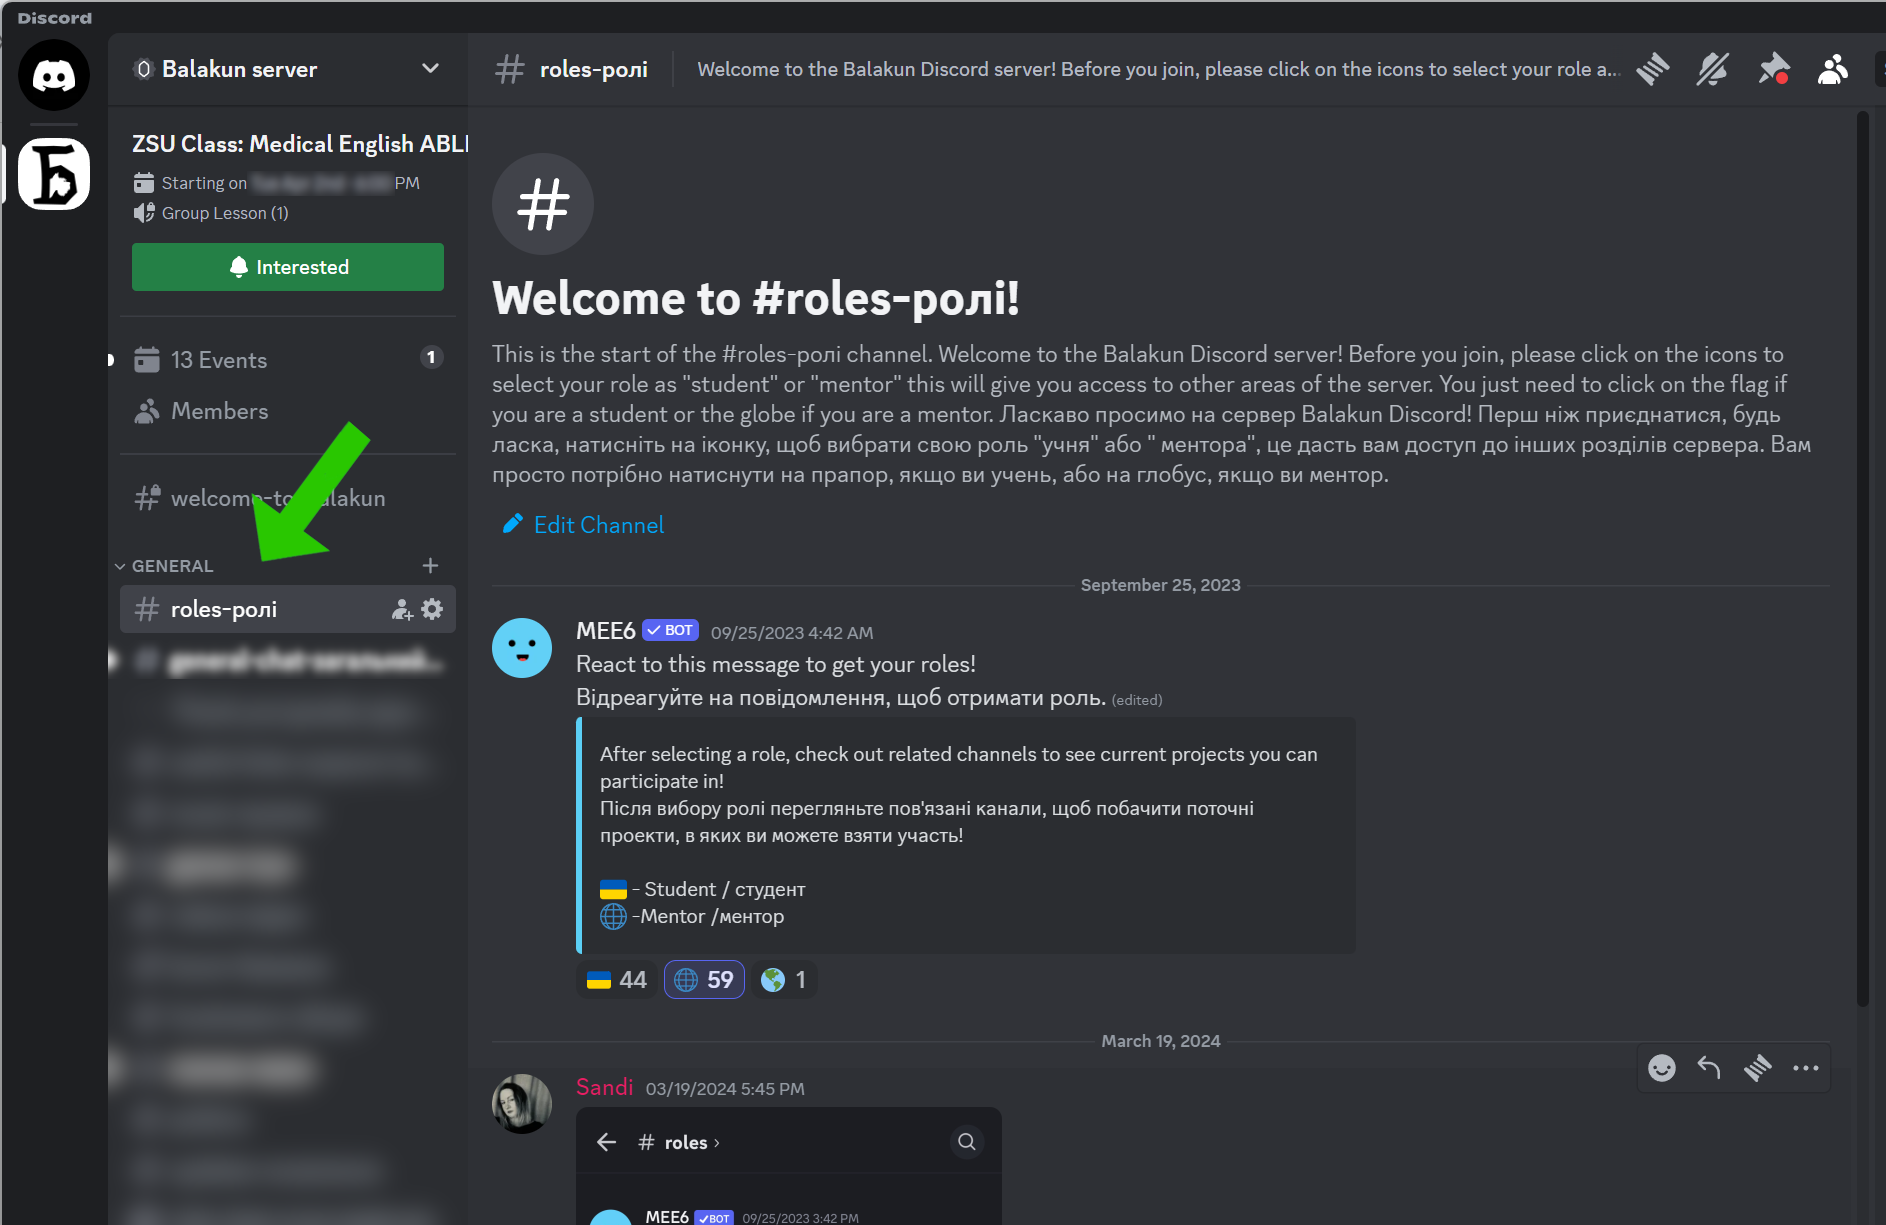 Discord
Balakun server
roles-ролі
Welcome to the Balakun Discord server! Before you join, please click on the icons to select your role a...
ZSU Class: Medical English ABLE
Starting on PM
Group Lesson (1)
Interested
13 Events 1
Members
welcome-to-balakun
GENERAL
roles-ролі
Б
Welcome to #roles-ролі!
This is the start of the #roles-ролі channel. Welcome to the Balakun Discord server! Before you join, please click on the icons to
select your role as "student" or "mentor" this will give you access to other areas of the server. You just need to click on the flag if
you are a student or the globe if you are a mentor. Ласкаво просимо на сервер Balakun Discord! Перш ніж приєднатися, будь
ласка, натисніть на іконку, щоб вибрати свою роль "учня" або " ментора", це дасть вам доступ до інших розділів сервера. Вам
просто потрібно натиснути на прапор, якщо ви учень, або на глобус, якщо ви ментор.
Edit Channel
September 25, 2023
MEE6 BOT 09/25/2023 4:42 AM
React to this message to get your roles!
Відреагуйте на повідомлення, щоб отримати роль. (edited)
After selecting a role, check out related channels to see current projects you can
participate in!
Після вибору ролі перегляньте пов'язані канали, щоб побачити поточні
проекти, в яких ви можете взяти участь!
- Student / студент
-Mentor /ментор
44 59 1
March 19, 2024
Sandi 03/19/2024 5:45 PM
# roles ›
MEE6 BOT 09/25/2023 3:42 PM